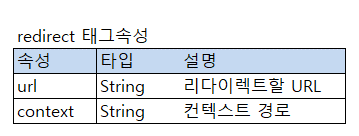 redirect 태그속성
속성 타입 설명
url String 리다이렉트할 URL
context String 컨텍스트 경로